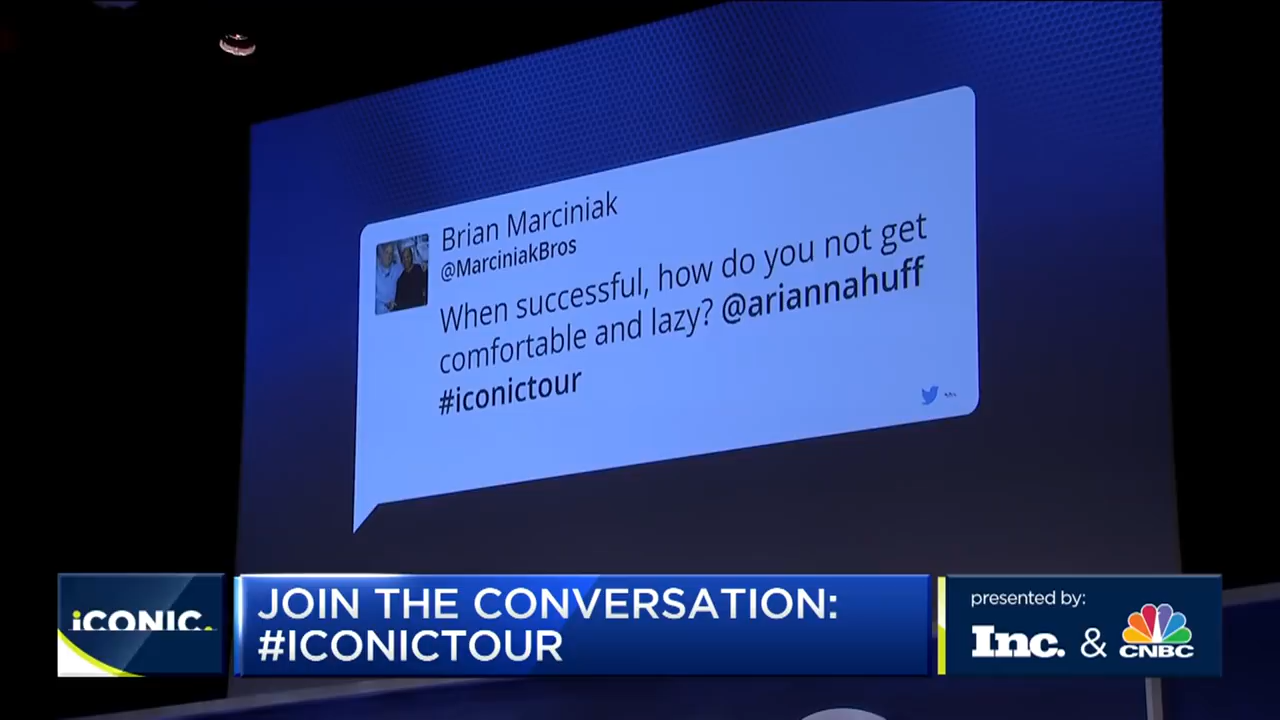 Brian Marciniak
@MarciniakBros
When successful, how do you not get
comfortable and lazy? @ariannahuff
#iconictour
iCONIC.
JOIN THE CONVERSATION:
#ICONICTOUR
presented by:
Inc. & CNBC